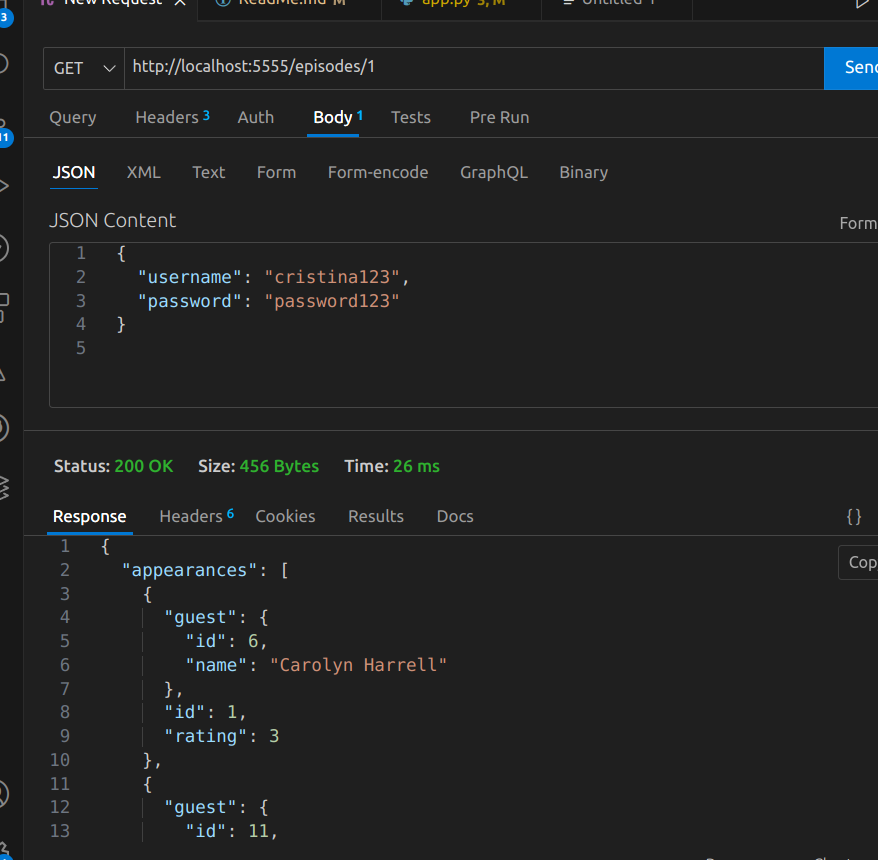 3
New Request
ReadMe.md M
app.py 3, M
Untitled-1
GET http://localhost:5555/episodes/1
Query Headers 3 Auth Body 1 Tests Pre Run
11
JSON XML Text Form Form-encode GraphQL Binary
JSON Content
1 {
2 "username": "cristina123",
3 "password": "password123"
4 }
5
Status: 200 OK Size: 456 Bytes Time: 26 ms
Response Headers 6 Cookies Results Docs {}
1 {
2 "appearances": [
3 {
4 "guest": {
5 "id": 6,
6 "name": "Carolyn Harrell"
7 },
8 "id": 1,
9 "rating": 3
10 },
11 {
12 "guest": {
13 "id": 11,